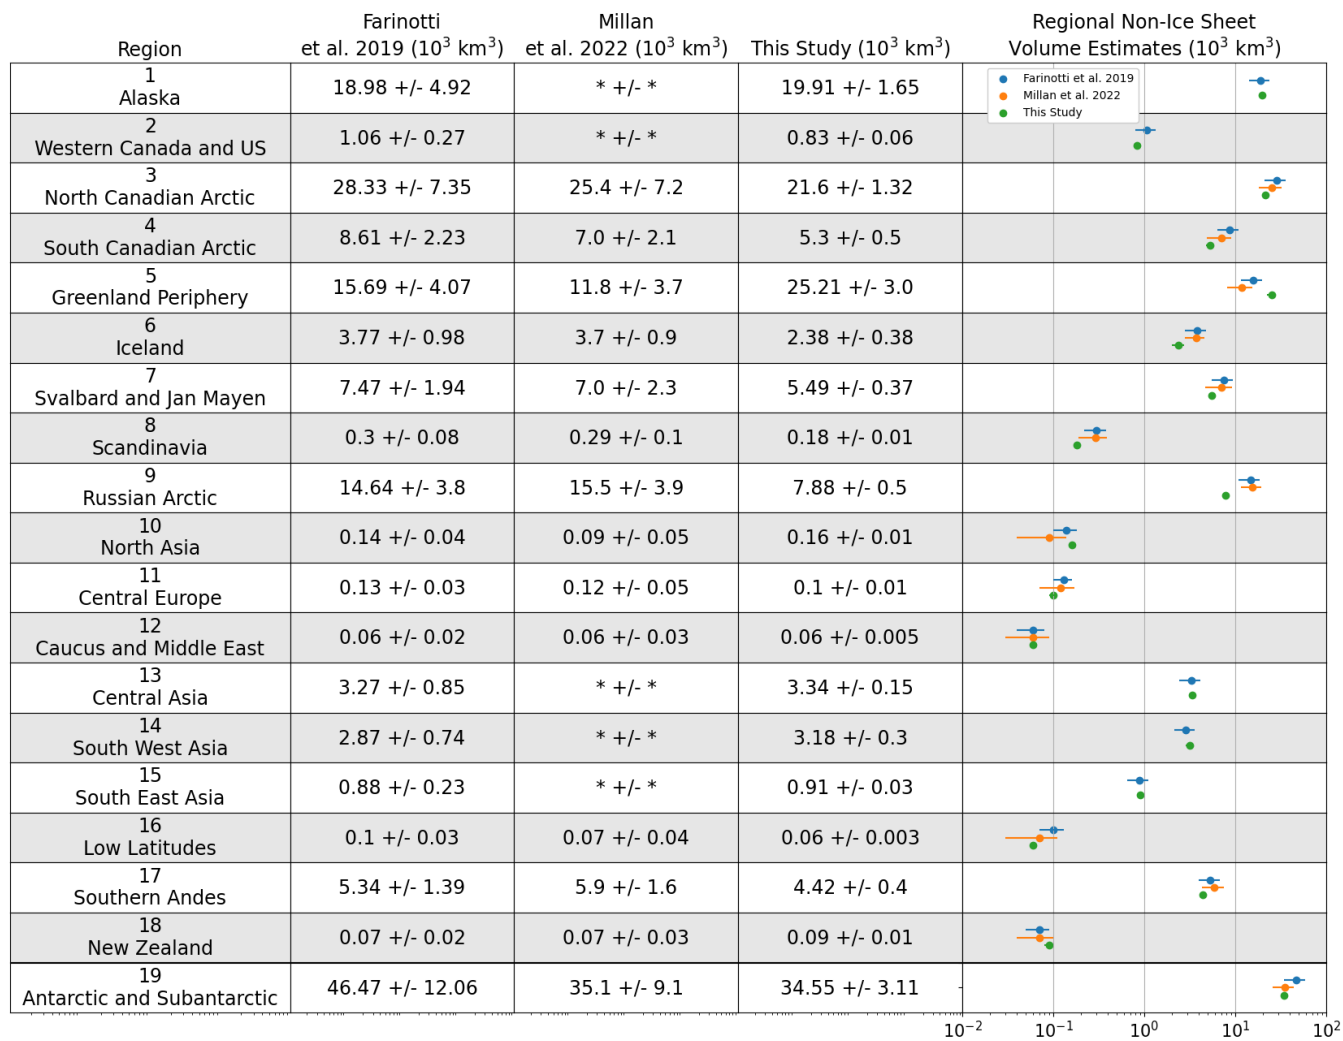 Region
Farinotti
et al. 2019 (10³ km³)
Millan
et al. 2022 (10³ km³)
This Study (10³ km³)
Regional Non-Ice Sheet
Volume Estimates (10³ km³)
Farinotti et al. 2019
Millan et al. 2022
This Study
1
Alaska
18.98 +/- 4.92
* +/- *
19.91 +/- 1.65
2
Western Canada and US
1.06 +/- 0.27
* +/- *
0.83 +/- 0.06
3
North Canadian Arctic
28.33 +/- 7.35
25.4 +/- 7.2
21.6 +/- 1.32
4
South Canadian Arctic
8.61 +/- 2.23
7.0 +/- 2.1
5.3 +/- 0.5
5
Greenland Periphery
15.69 +/- 4.07
11.8 +/- 3.7
25.21 +/- 3.0
6
Iceland
3.77 +/- 0.98
3.7 +/- 0.9
2.38 +/- 0.38
7
Svalbard and Jan Mayen
7.47 +/- 1.94
7.0 +/- 2.3
5.49 +/- 0.37
8
Scandinavia
0.3 +/- 0.08
0.29 +/- 0.1
0.18 +/- 0.01
9
Russian Arctic
14.64 +/- 3.8
15.5 +/- 3.9
7.88 +/- 0.5
10
North Asia
0.14 +/- 0.04
0.09 +/- 0.05
0.16 +/- 0.01
11
Central Europe
0.13 +/- 0.03
0.12 +/- 0.05
0.1 +/- 0.01
12
Caucus and Middle East
0.06 +/- 0.02
0.06 +/- 0.03
0.06 +/- 0.005
13
Central Asia
3.27 +/- 0.85
* +/- *
3.34 +/- 0.15
14
South West Asia
2.87 +/- 0.74
* +/- *
3.18 +/- 0.3
15
South East Asia
0.88 +/- 0.23
* +/- *
0.91 +/- 0.03
16
Low Latitudes
0.1 +/- 0.03
0.07 +/- 0.04
0.06 +/- 0.003
17
Southern Andes
5.34 +/- 1.39
5.9 +/- 1.6
4.42 +/- 0.4
18
New Zealand
0.07 +/- 0.02
0.07 +/- 0.03
0.09 +/- 0.01
19
Antarctic and Subantarctic
46.47 +/- 12.06
35.1 +/- 9.1
34.55 +/- 3.11
10⁻² 10⁻¹ 10⁰ 10¹ 10²